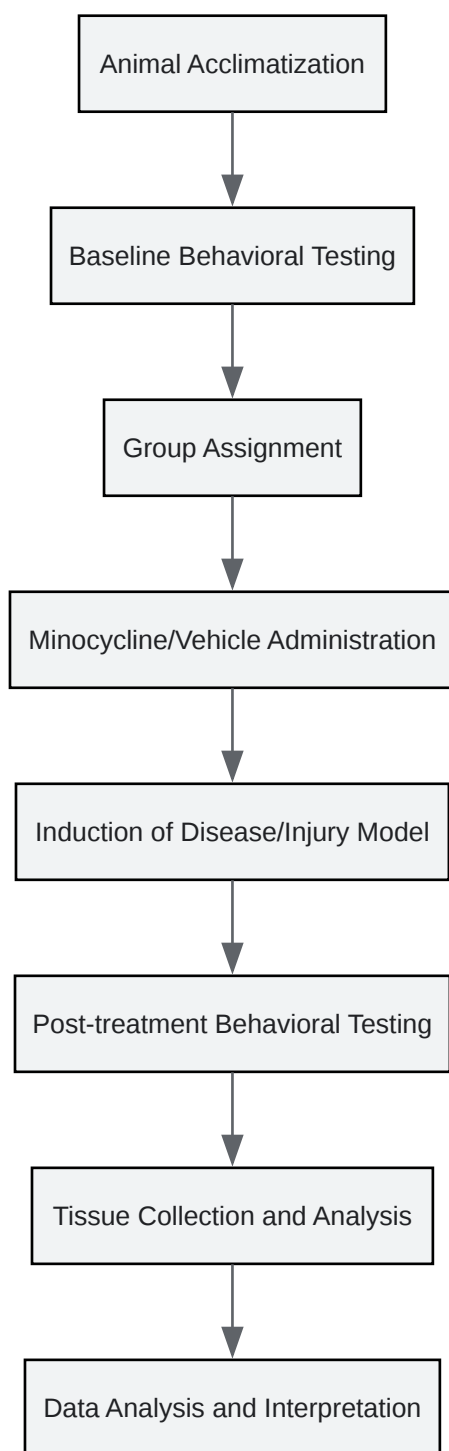 Animal Acclimatization
Baseline Behavioral Testing
Group Assignment
Minocycline/Vehicle Administration
Induction of Disease/Injury Model
Post-treatment Behavioral Testing
Tissue Collection and Analysis
Data Analysis and Interpretation